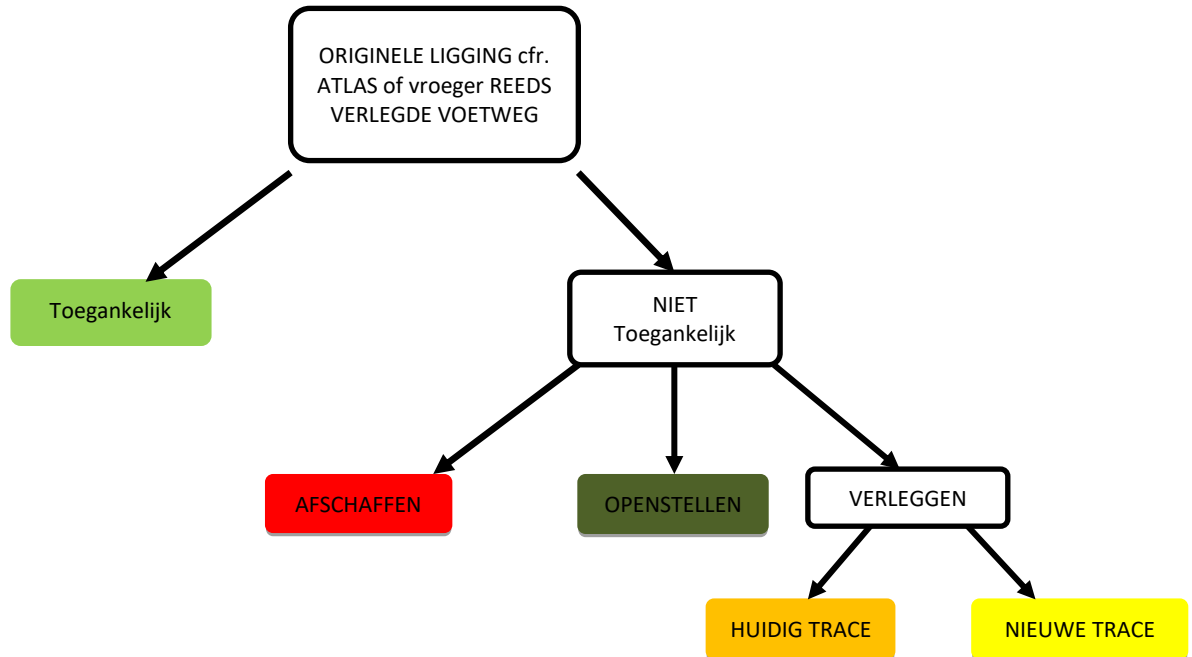 ORIGINELE LIGGING cfr.
ATLAS of vroeger REEDS
VERLEGDE VOETWEG
Toegankelijk
NIET
Toegankelijk
AFSCHAFFEN
OPENSTELLEN
VERLEGGEN
HUIDIG TRACE
NIEUWE TRACE